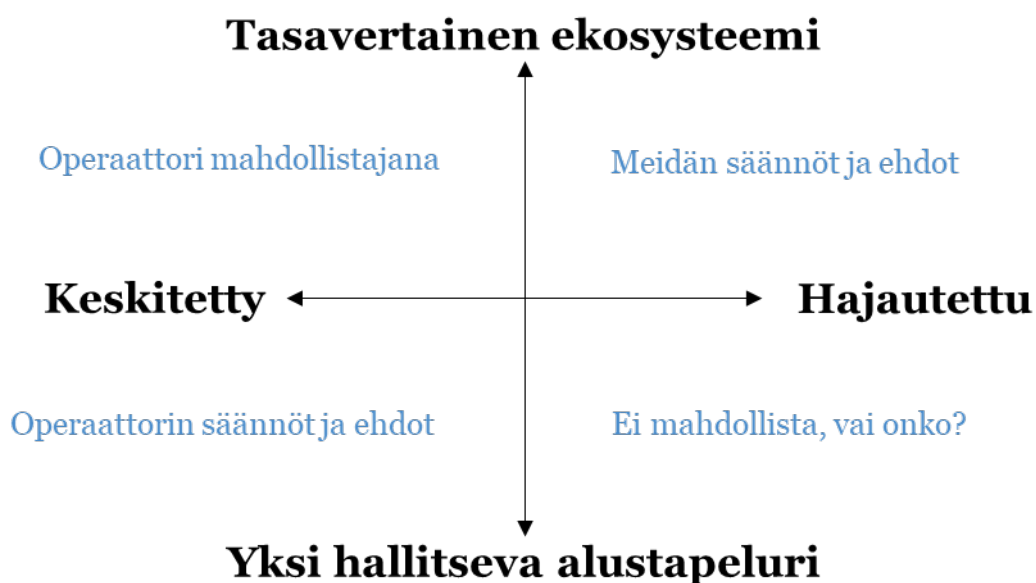 Tasavertainen ekosysteemi
Operaattori mahdollistajana
Meidän säännöt ja ehdot
Keskitetty
Hajautettu
Operaattorin säännöt ja ehdot
Ei mahdollista, vai onko?
Yksi hallitseva alustapeluri